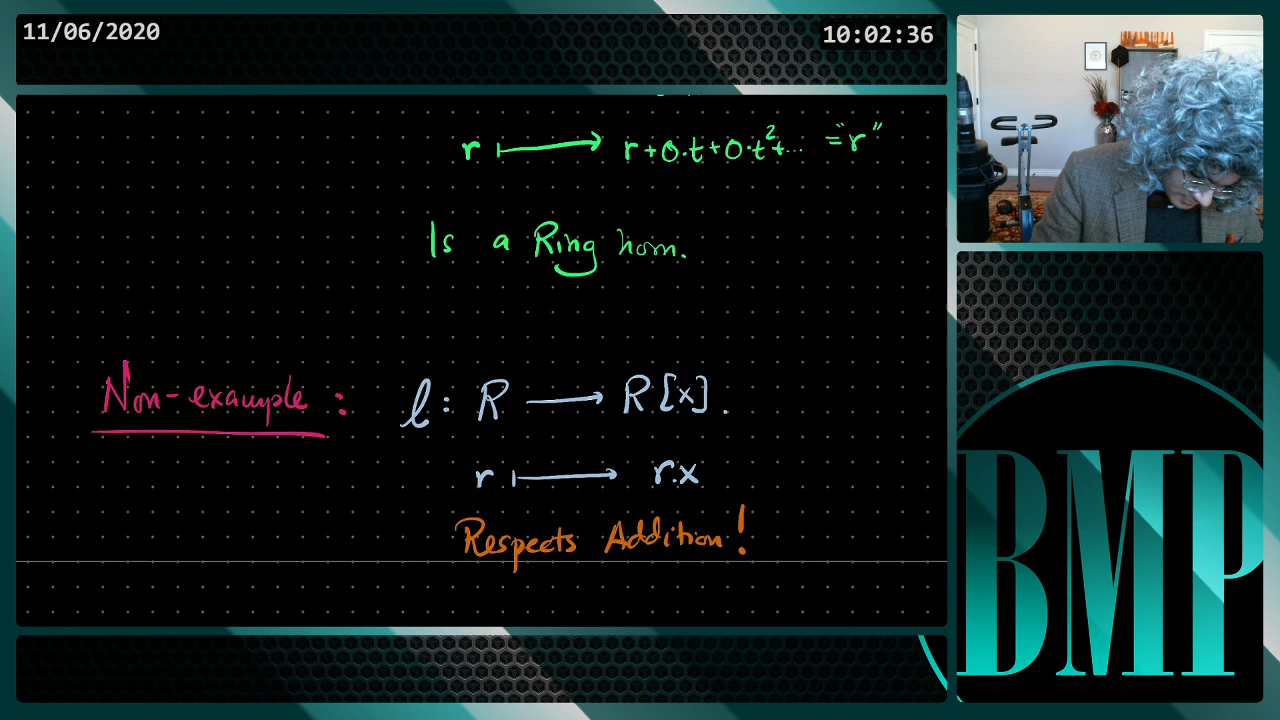 11/06/2020
10:02:36
r ⟼ r+0·t+0·t²+... = "r"
Is a Ring hom.
Non-example: ℓ: R ⟶ R[x].
r ⟼ r.x
Respects Addition!
BMP